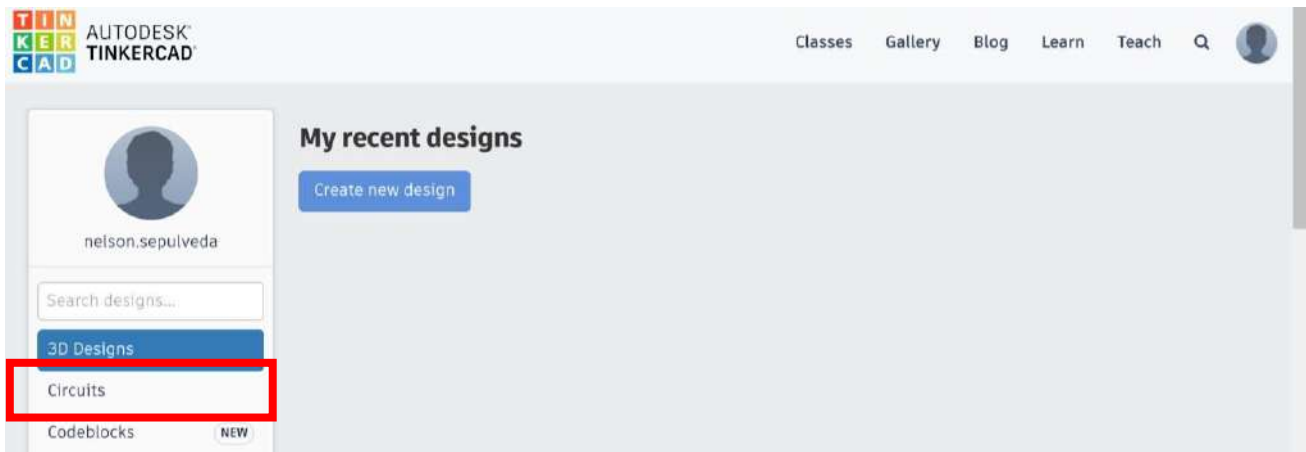 TIN
KER
CAD
AUTODESK®
TINKERCAD®
Classes Gallery Blog Learn Teach
My recent designs
Create new design
nelson.sepulveda
Search designs...
3D Designs
Circuits
Codeblocks NEW